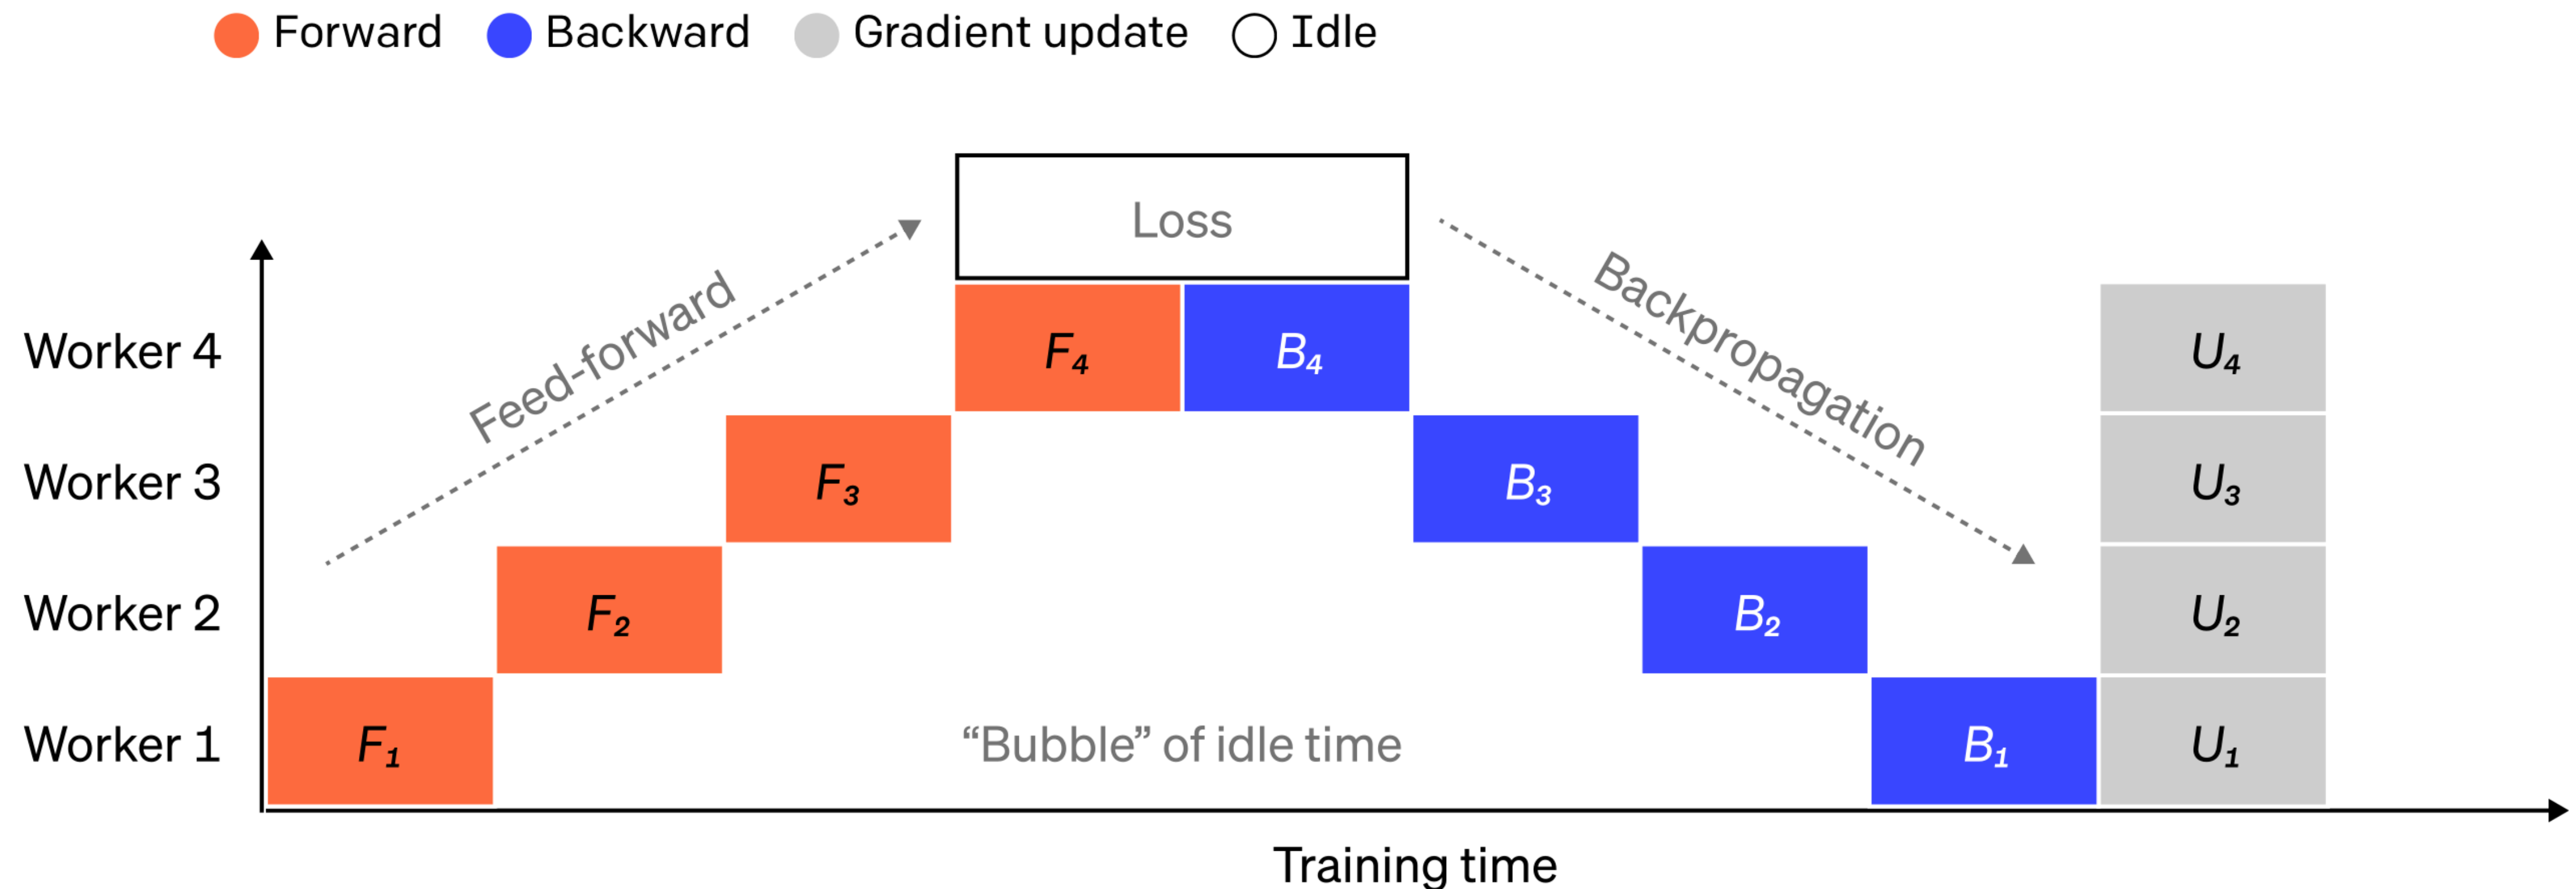 Forward Backward Gradient update Idle
Loss
Feed-forward
Backpropagation
Worker 4 F₄ B₄ U₄
Worker 3 F₃ B₃ U₃
Worker 2 F₂ B₂ U₂
Worker 1 F₁ “Bubble” of idle time B₁ U₁
Training time